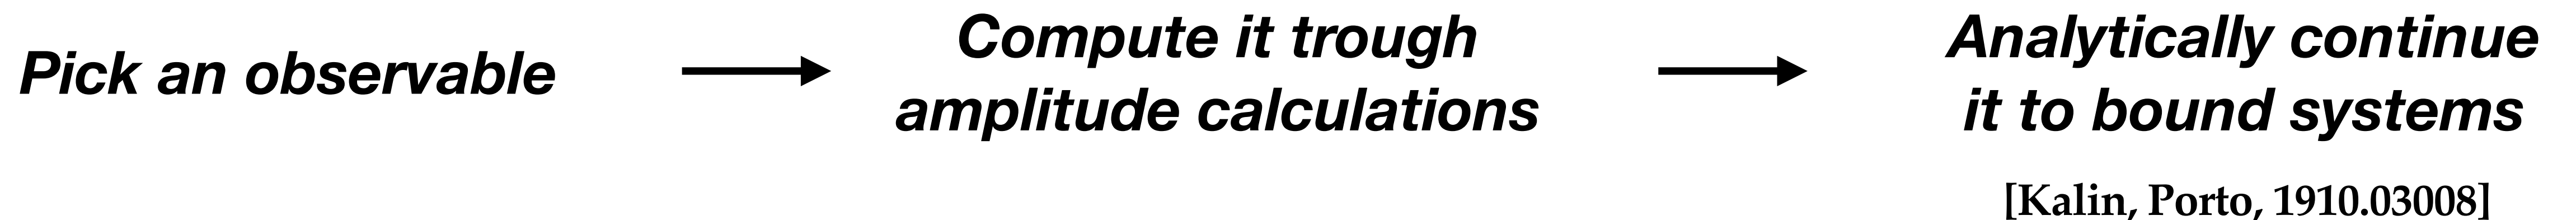 Pick an observable
Compute it trough
amplitude calculations
Analytically continue
it to bound systems
[Kalin, Porto, 1910.03008]